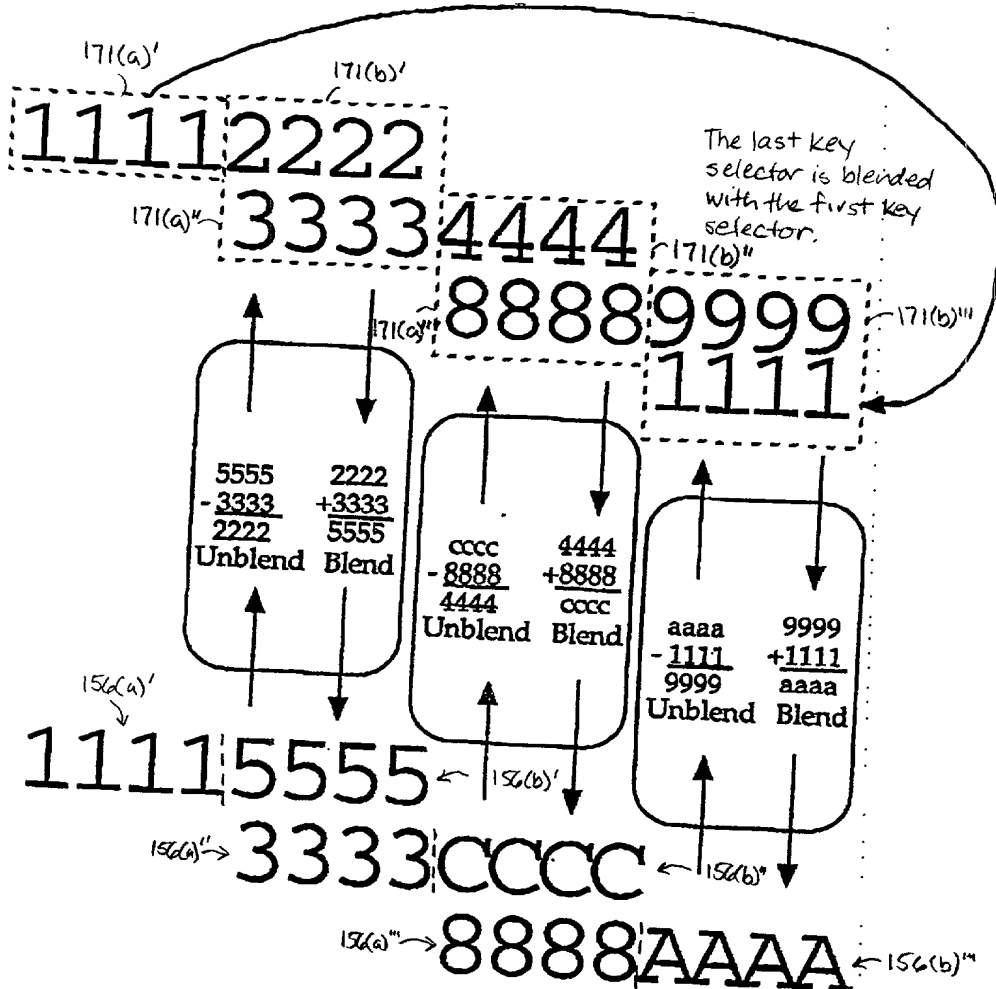 171(a)'
171(b)'
1111 2222
The last key
selector is blended
with the first key
selector.
171(a)"
3333 4444
171(b)"
171(a)'''
8888 9999
171(b)'''
1111
5555
-3333
2222
Unblend
2222
+3333
5555
Blend
cccc
-8888
4444
Unblend
4444
+8888
cccc
Blend
aaaa
-1111
9999
Unblend
9999
+1111
aaaa
Blend
156(a)'
1111 5555
156(b)'
156(a)"
3333 CCCC
156(b)"
156(a)'''
8888 AAAA
156(b)'''